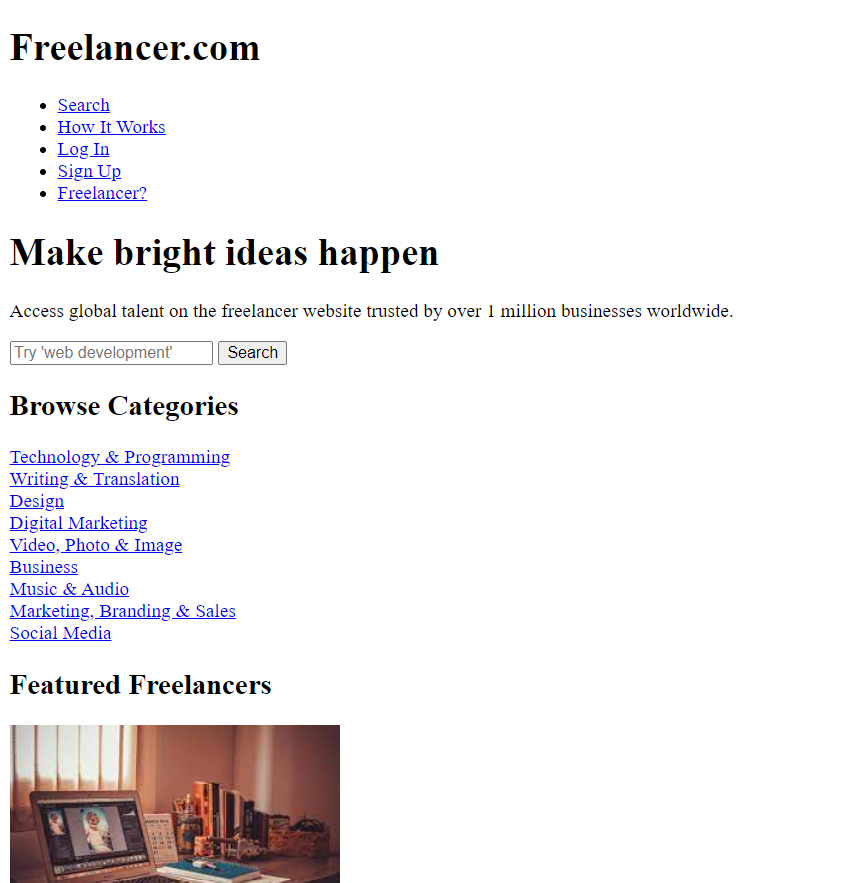 Freelancer.com
Search
How It Works
Log In
Sign Up
Freelancer?
Make bright ideas happen
Access global talent on the freelancer website trusted by over 1 million businesses worldwide.
Try 'web development' Search
Browse Categories
Technology & Programming
Writing & Translation
Design
Digital Marketing
Video, Photo & Image
Business
Music & Audio
Marketing, Branding & Sales
Social Media
Featured Freelancers